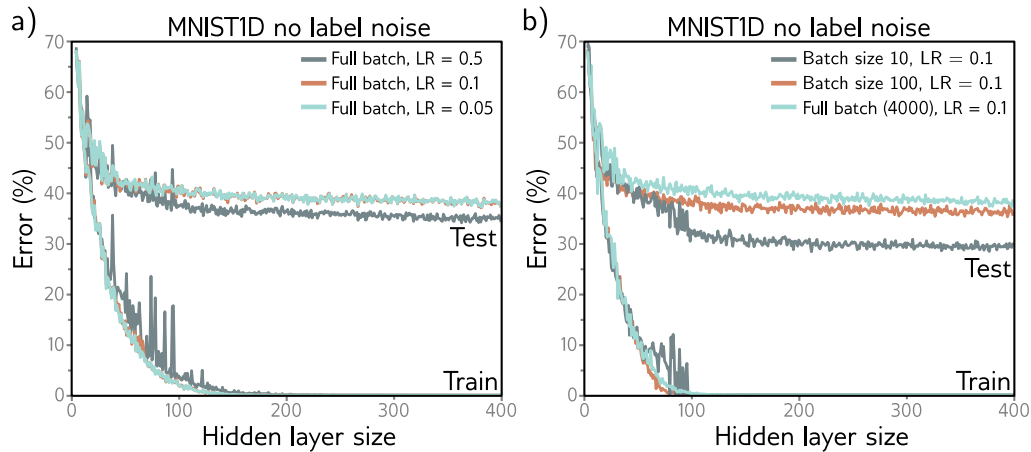 a)
MNIST1D no label noise
Full batch, LR = 0.5
Full batch, LR = 0.1
Full batch, LR = 0.05
70
60
50
40
30
20
10
0
Error (%)
Test
Train
0 100 200 300 400
Hidden layer size
b)
MNIST1D no label noise
Batch size 10, LR = 0.1
Batch size 100, LR = 0.1
Full batch (4000), LR = 0.1
70
60
50
40
30
20
10
0
Error (%)
Test
Train
0 100 200 300 400
Hidden layer size